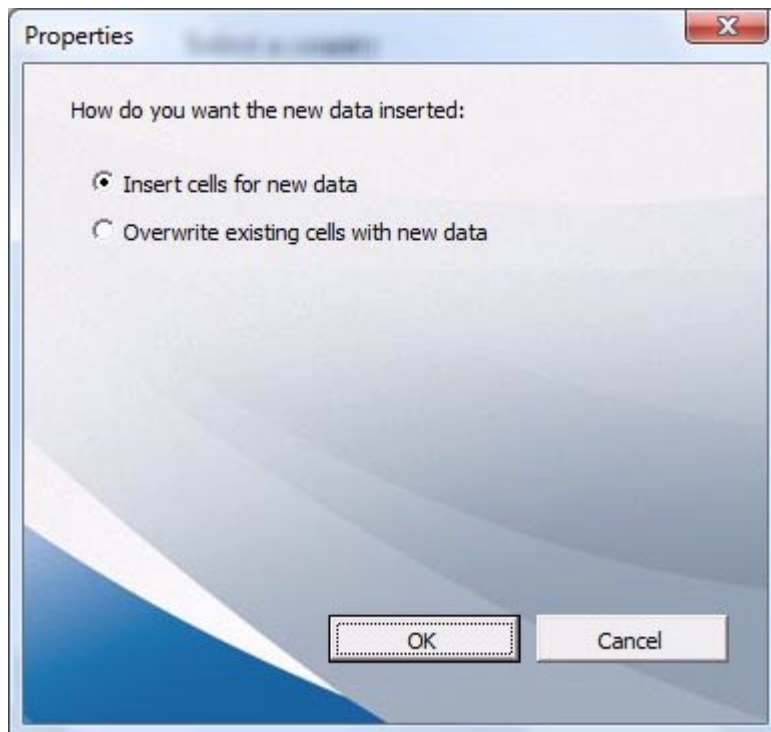 Properties
How do you want the new data inserted:
Insert cells for new data
Overwrite existing cells with new data
OK
Cancel